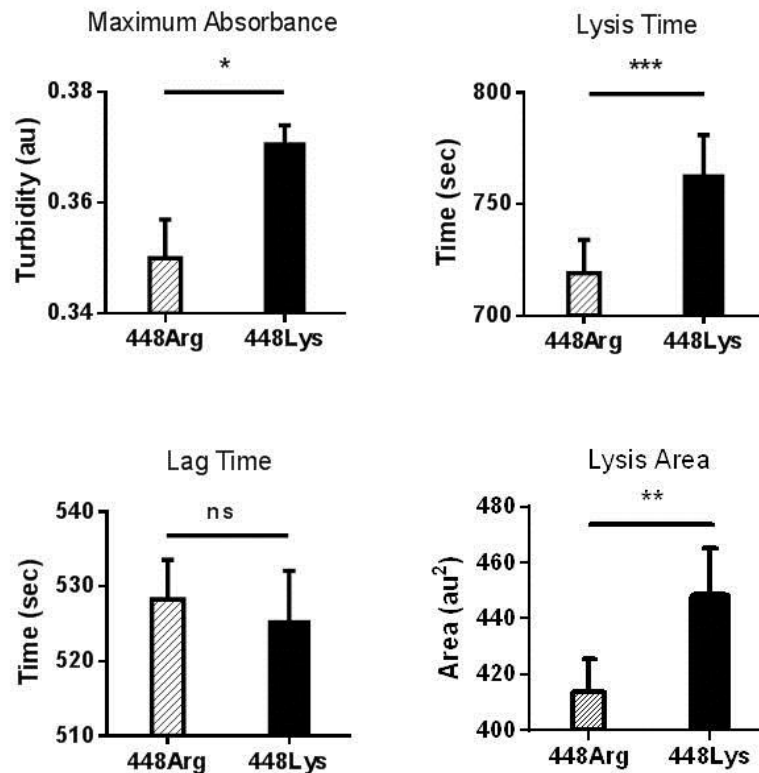 Maximum Absorbance
*
0.38
0.36
0.34
Turbidity (au)
448Arg 448Lys
Lysis Time
***
800
750
700
Time (sec)
448Arg 448Lys
Lag Time
ns
540
530
520
510
Time (sec)
448Arg 448Lys
Lysis Area
**
480
460
440
420
400
Area (au²)
448Arg 448Lys